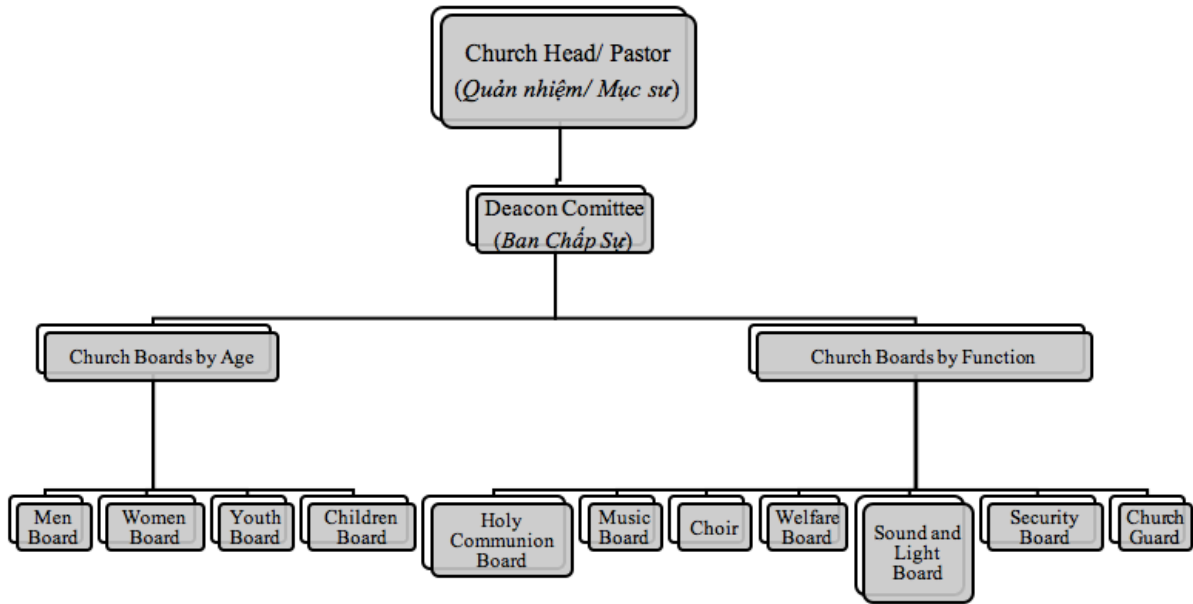 Church Head/ Pastor
(Quản nhiệm/ Mục sư)
Deacon Comittee
(Ban Chấp Sự)
Church Boards by Age
Church Boards by Function
Men
Board
Women
Board
Youth
Board
Children
Board
Holy
Communion
Board
Music
Board
Choir
Welfare
Board
Sound and
Light
Board
Security
Board
Church
Guard